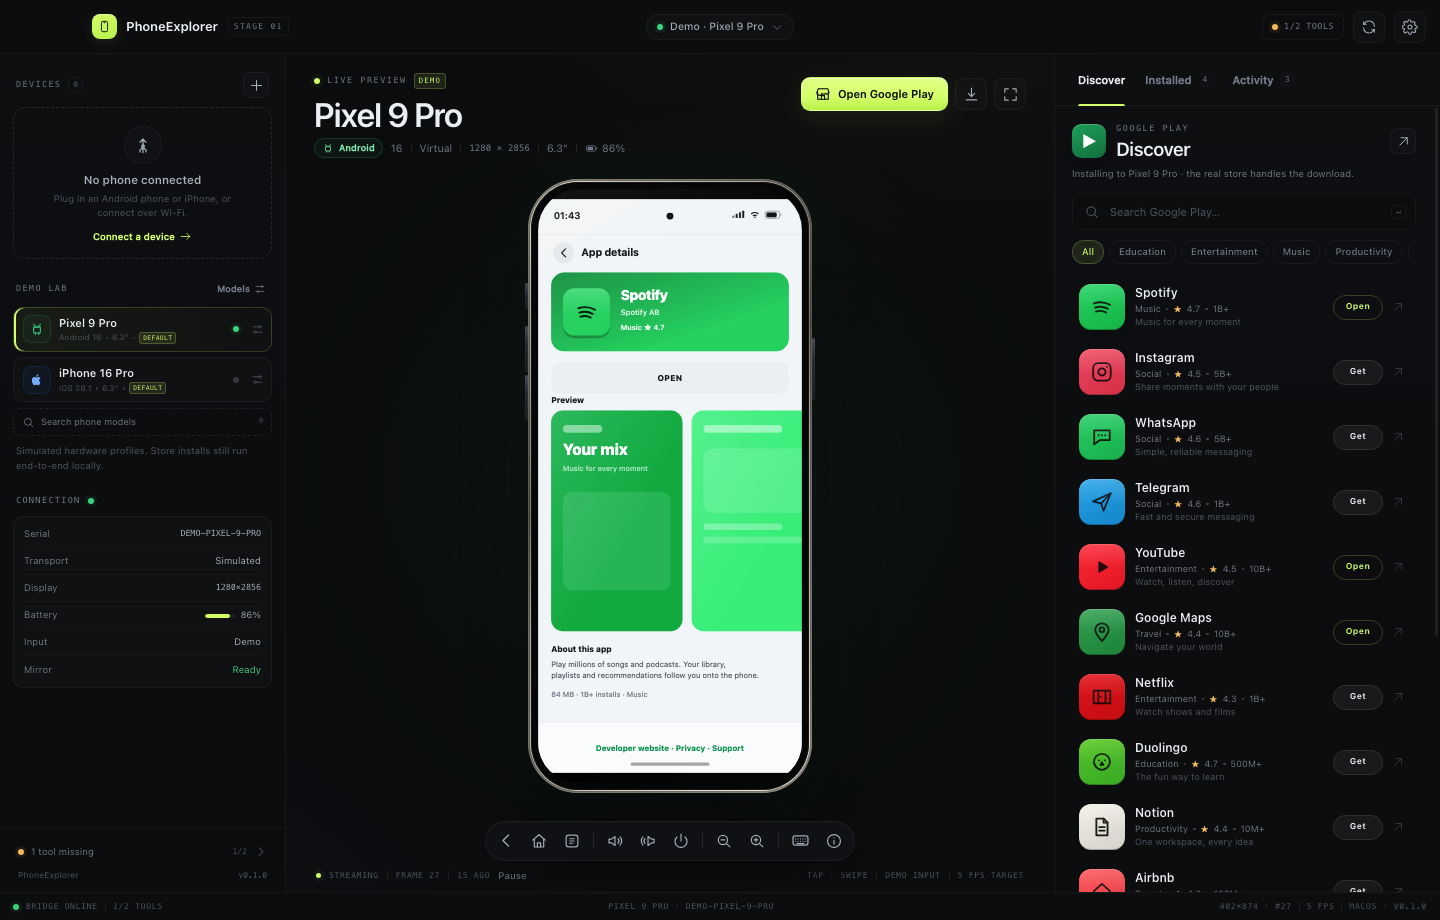 PhoneExplorer STAGE 01
Demo · Pixel 9 Pro
1/2 TOOLS
DEVICES 0
No phone connected
Plug in an Android phone or iPhone, or
connect over Wi-Fi.
Connect a device →
DEMO LAB Models
Pixel 9 Pro
Android 16 · 6.3" · DEFAULT
iPhone 16 Pro
iOS 26.1 · 6.3" · DEFAULT
Search phone models 9
Simulated hardware profiles. Store installs still run
end-to-end locally.
CONNECTION
Serial DEMO-PIXEL-9-PRO
Transport Simulated
Display 1280×2856
Battery 86%
Input Demo
Mirror Ready
1 tool missing 1/2
PhoneExplorer v0.1.0
LIVE PREVIEW DEMO
Pixel 9 Pro
Android 16 | Virtual | 1280 × 2856 | 6.3" | 86%
Open Google Play
01:43
App details
Spotify
Spotify AB
Music ★ 4.7
OPEN
Preview
Your mix
Music for every moment
About this app
Play millions of songs and podcasts. Your library,
playlists and recommendations follow you onto the phone.
84 MB · 1B+ installs · Music
Developer website · Privacy · Support
STREAMING | FRAME 27 | 1S AGO Pause
TAP · SWIPE | DEMO INPUT | 5 FPS TARGET
Discover Installed 4 Activity 3
GOOGLE PLAY
Discover
Installing to Pixel 9 Pro · the real store handles the download.
Search Google Play…
All Education Entertainment Music Productivity
Spotify
Music · ★ 4.7 · 1B+
Music for every moment
Open
Instagram
Social · ★ 4.5 · 5B+
Share moments with your people
Get
WhatsApp
Social · ★ 4.6 · 5B+
Simple, reliable messaging
Get
Telegram
Social · ★ 4.6 · 1B+
Fast and secure messaging
Get
YouTube
Entertainment · ★ 4.5 · 10B+
Watch, listen, discover
Open
Google Maps
Travel · ★ 4.4 · 10B+
Navigate your world
Open
Netflix
Entertainment · ★ 4.3 · 1B+
Watch shows and films
Get
Duolingo
Education · ★ 4.7 · 500M+
The fun way to learn
Get
Notion
Productivity · ★ 4.4 · 10M+
One workspace, every idea
Get
Airbnb
Get
BRIDGE ONLINE | 1/2 TOOLS
PIXEL 9 PRO · DEMO-PIXEL-9-PRO
402×874 · #27 | 5 FPS | MACOS · V0.1.0